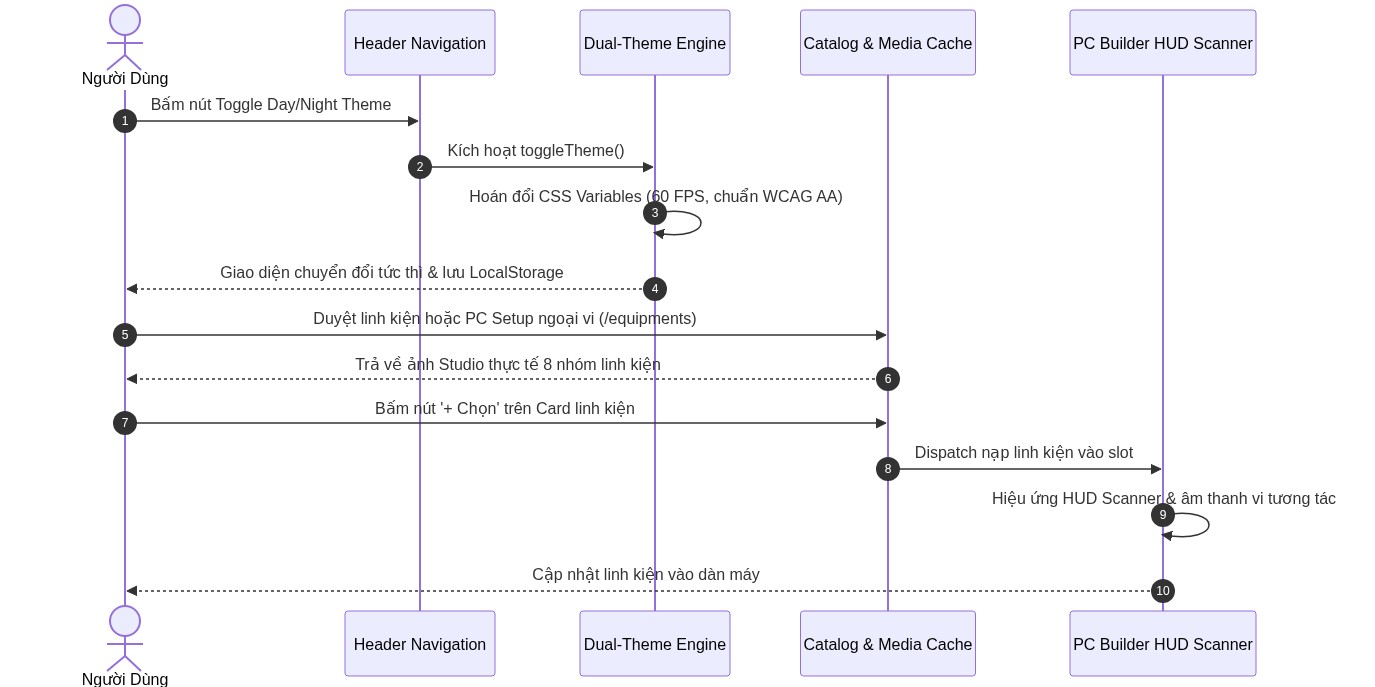 Người Dùng
Header Navigation
Dual-Theme Engine
Catalog & Media Cache
PC Builder HUD Scanner
Bấm nút Toggle Day/Night Theme
1
Kích hoạt toggleTheme()
2
Hoán đổi CSS Variables (60 FPS, chuẩn WCAG AA)
3
Giao diện chuyển đổi tức thì & lưu LocalStorage
4
Duyệt linh kiện hoặc PC Setup ngoại vi (/equipments)
5
Trả về ảnh Studio thực tế 8 nhóm linh kiện
6
Bấm nút '+ Chọn' trên Card linh kiện
7
Dispatch nạp linh kiện vào slot
8
Hiệu ứng HUD Scanner & âm thanh vi tương tác
9
Cập nhật linh kiện vào dàn máy
10
Header Navigation
Dual-Theme Engine
Catalog & Media Cache
PC Builder HUD Scanner
Người Dùng